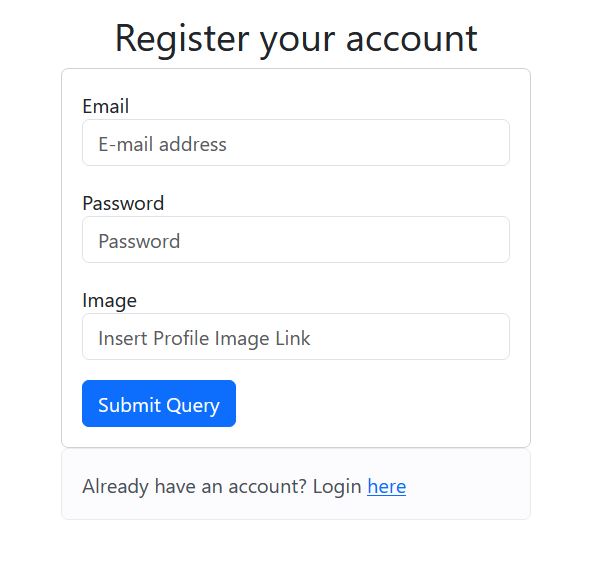 Register your account
Email
E-mail address
Password
Password
Image
Insert Profile Image Link
Submit Query
Already have an account? Login here